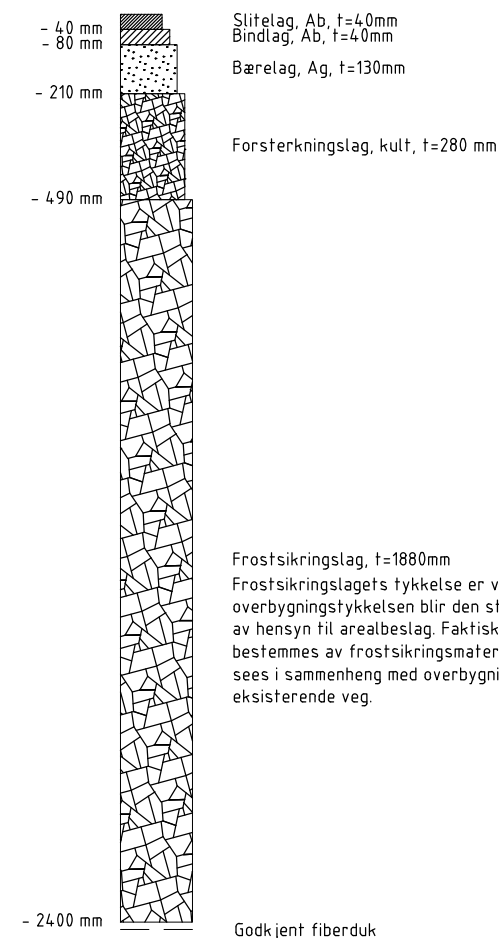 Slitelag, Ab, t=40mm
- 40 mm
Bindlag, Ab, t=40mm
- 80 mm
Bærelag, Ag, t=130mm
- 210 mm
Forsterkningslag, kult, t=280 mm
- 490 mm
Frostsikringslag, t=1880mm
Frostsikringslagets tykkelse er v
overbygningstykkelsen blir den st
av hensyn til arealbeslag. Faktisk
bestemmes av frostsikringsmater
sees i sammenheng med overbygni
eksisterende veg.
- 2400 mm
Godkjent fiberduk